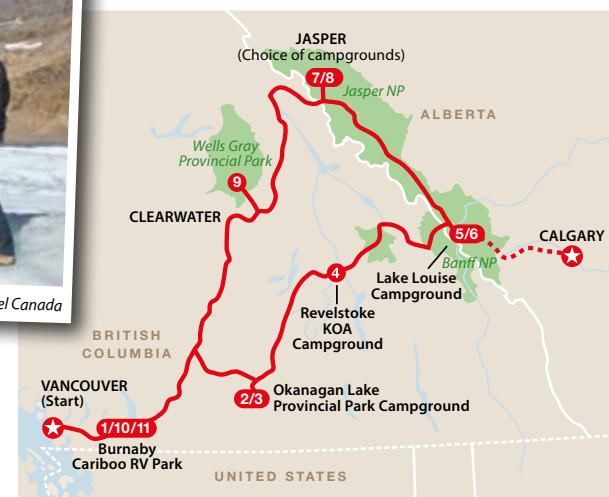 JASPER
(Choice of campgrounds)
7/8
Jasper NP
ALBERTA
Wells Gray
Provincial Park
9
CLEARWATER
5/6
CALGARY
Banff NP
Lake Louise
Campground
4
Revelstoke
KOA
Campground
el Canada
BRITISH
COLUMBIA
VANCOUVER
(Start)
2/3
Okanagan Lake
Provincial Park Campground
1/10/11
Burnaby
Cariboo RV Park
UNITED STATES